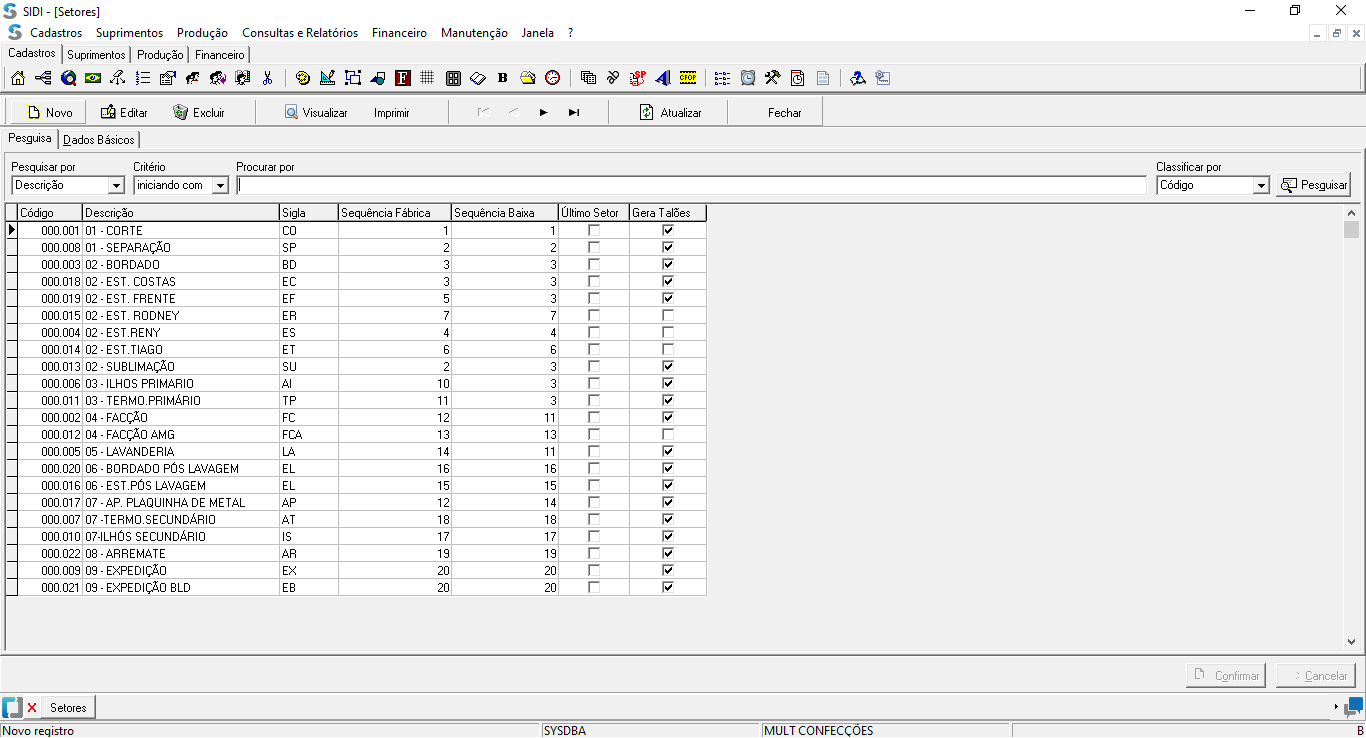 SIDI - [Setores]
Cadastros Suprimentos Produção Consultas e Relatórios Financeiro Manutenção Janela ?
Cadastros Suprimentos Produção Financeiro
F B SP CFOP
Novo Editar Excluir Visualizar Imprimir Atualizar Fechar
Pesquisa Dados Básicos
Pesquisar por Critério Procurar por Classificar por
Descrição iniciando com Código Pesquisar
Código Descrição Sigla Sequência Fábrica Sequência Baixa Último Setor Gera Talões
000.001 01 - CORTE CO 1 1
000.008 01 - SEPARAÇÃO SP 2 2
000.003 02 - BORDADO BD 3 3
000.018 02 - EST. COSTAS EC 3 3
000.019 02 - EST. FRENTE EF 5 3
000.015 02 - EST. RODNEY ER 7 7
000.004 02 - EST.RENY ES 4 4
000.014 02 - EST.TIAGO ET 6 6
000.013 02 - SUBLIMAÇÃO SU 2 3
000.006 03 - ILHOS PRIMARIO AI 10 3
000.011 03 - TERMO.PRIMÁRIO TP 11 3
000.002 04 - FACÇÃO FC 12 11
000.012 04 - FACÇÃO AMG FCA 13 13
000.005 05 - LAVANDERIA LA 14 11
000.020 06 - BORDADO PÓS LAVAGEM EL 16 16
000.016 06 - EST.PÓS LAVAGEM EL 15 15
000.017 07 - AP. PLAQUINHA DE METAL AP 12 14
000.007 07 -TERMO.SECUNDÁRIO AT 18 18
000.010 07-ILHÓS SECUNDÁRIO IS 17 17
000.022 08 - ARREMATE AR 19 19
000.009 09 - EXPEDIÇÃO EX 20 20
000.021 09 - EXPEDIÇÃO BLD EB 20 20
Confirmar Cancelar
Setores
Novo registro SYSDBA MULT CONFECÇÕES B